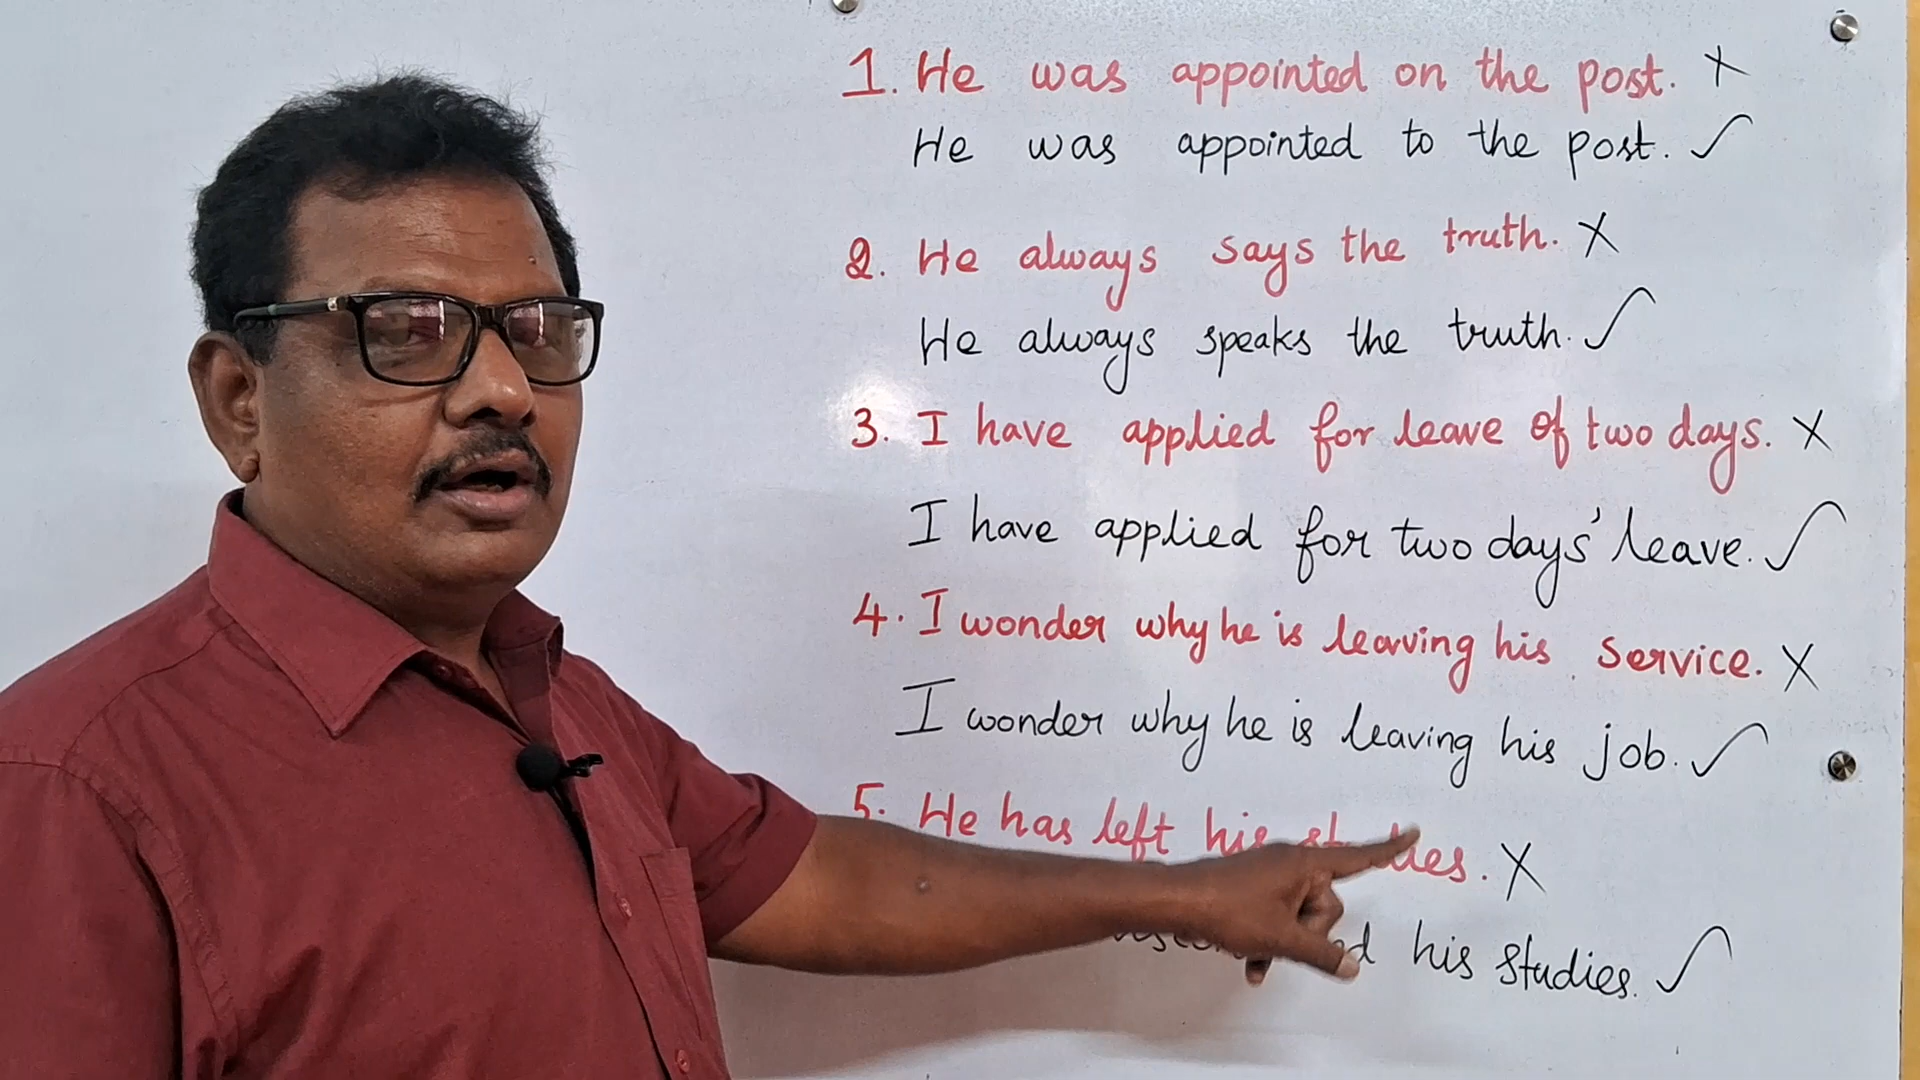 1. He was appointed on the post. ✗
He was appointed to the post. ✓
2. He always says the truth. ✗
He always speaks the truth. ✓
3. I have applied for leave of two days. ✗
I have applied for two days' leave. ✓
4. I wonder why he is leaving his service. ✗
I wonder why he is leaving his job. ✓
5. He has left his studies. ✗
his studies. ✓